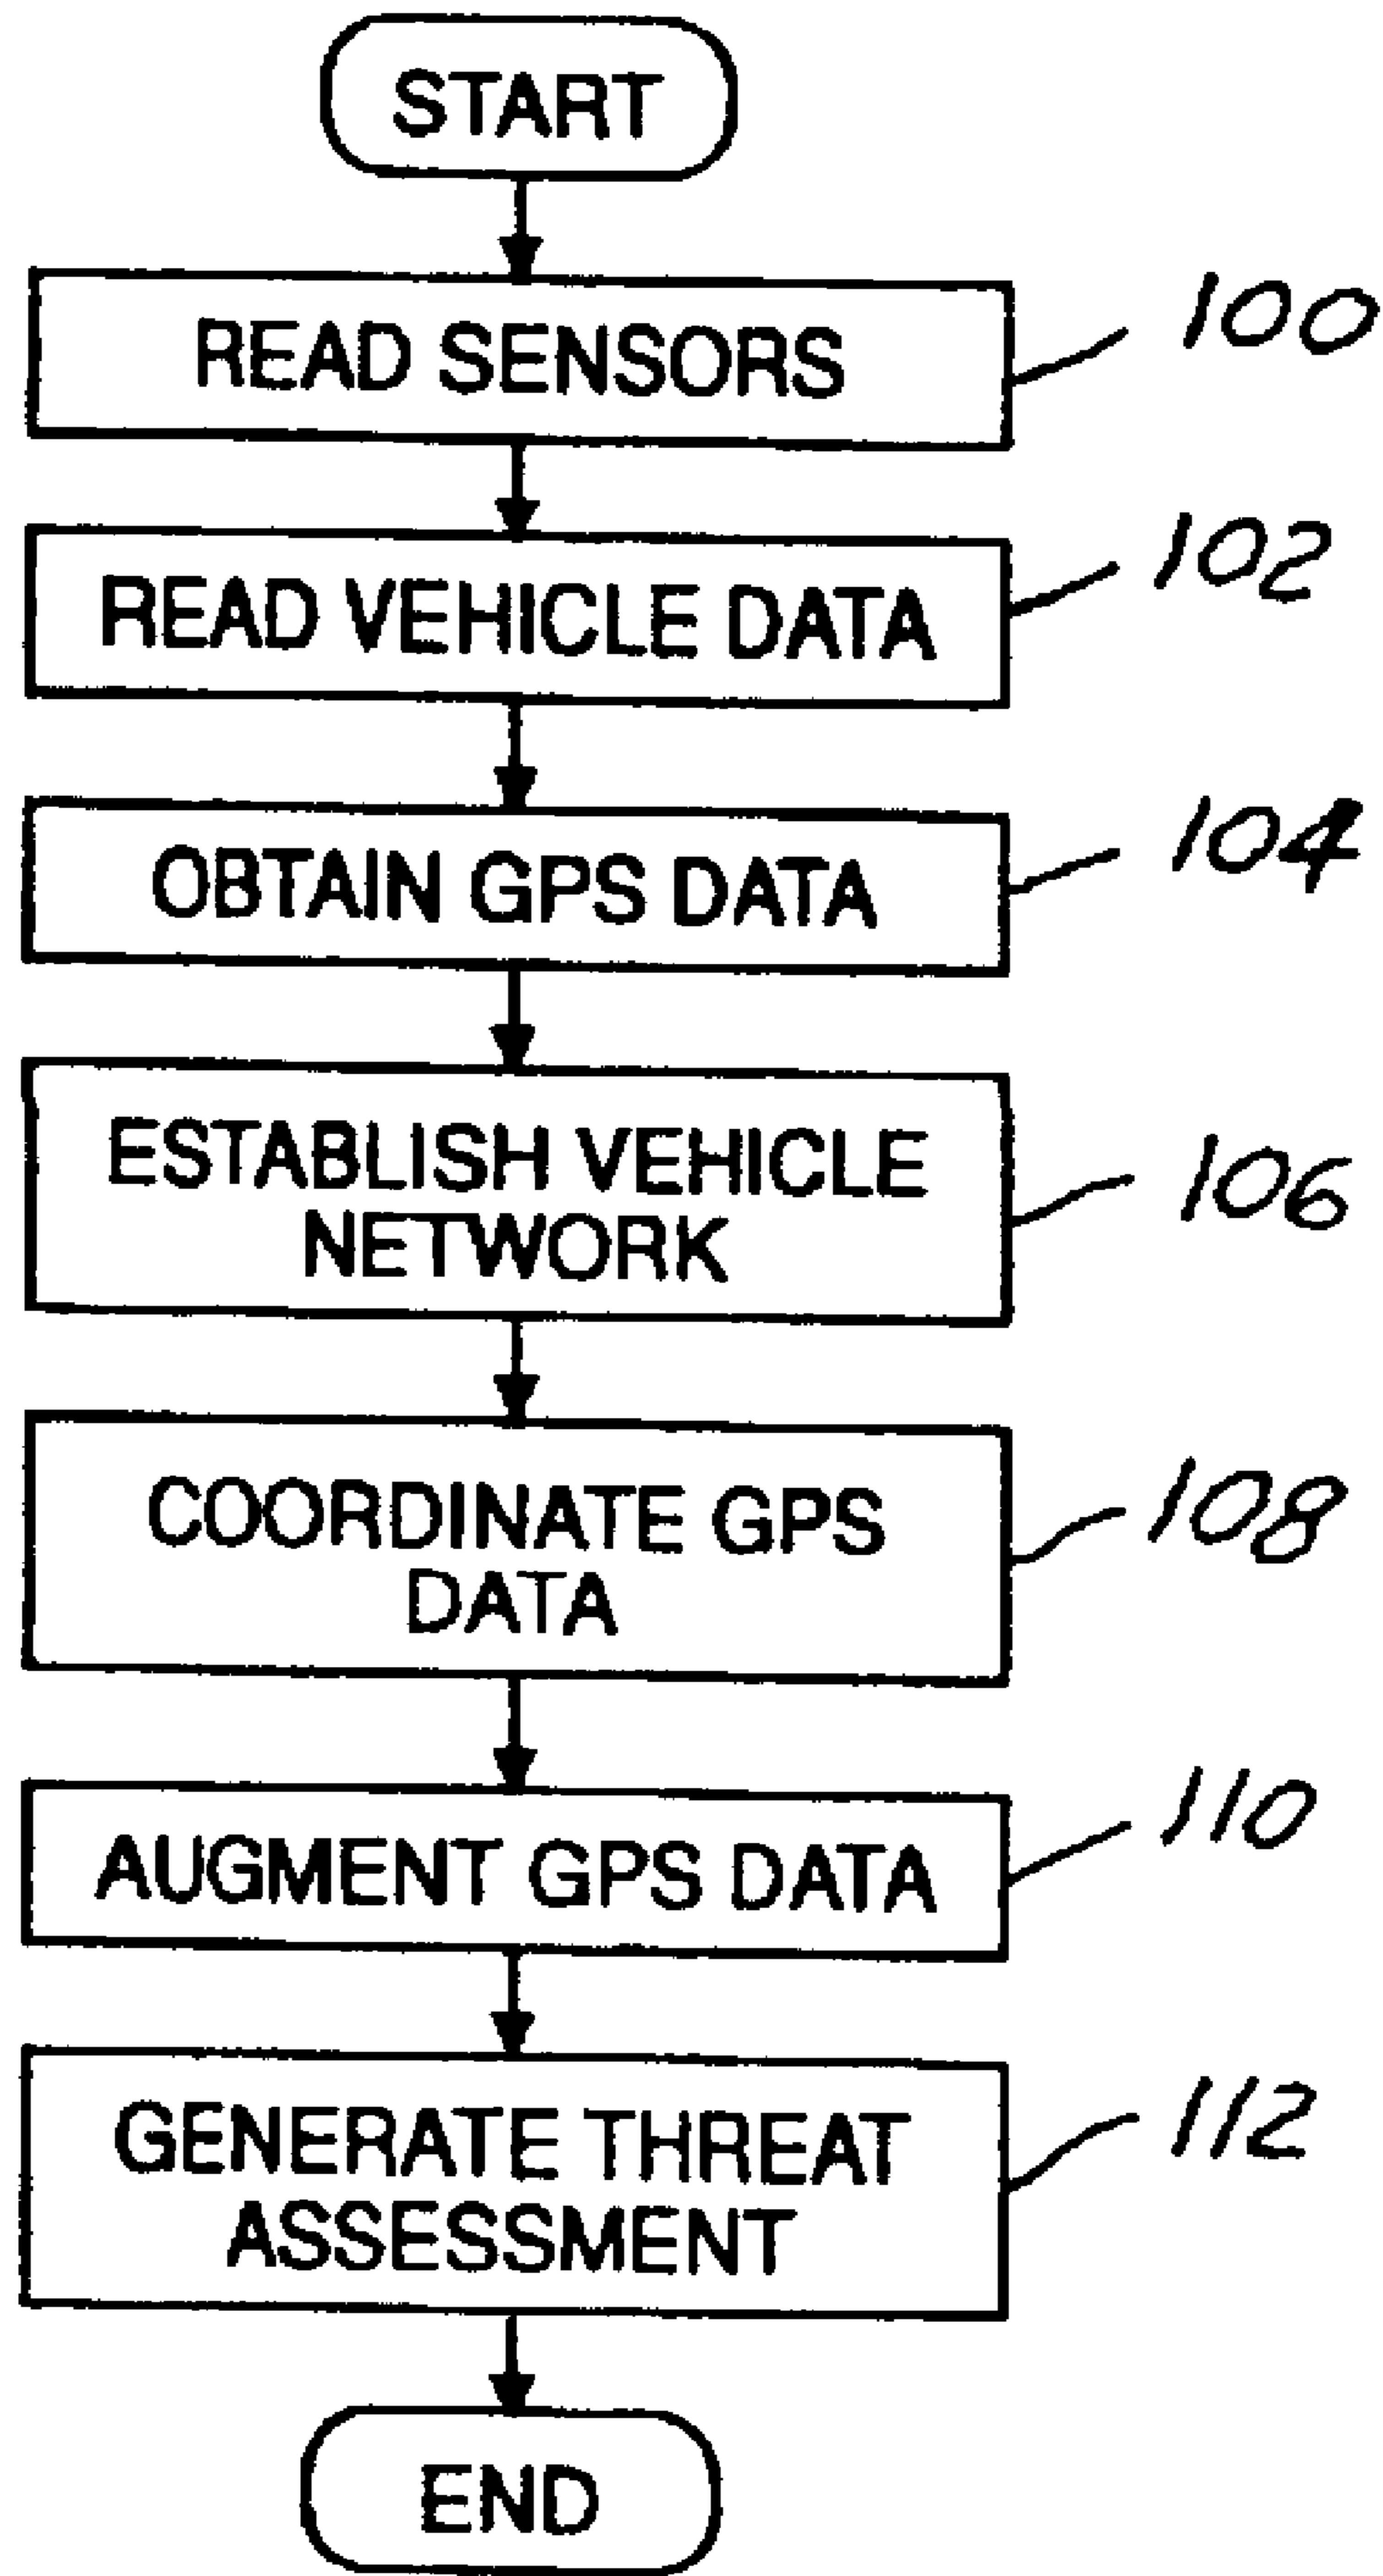 START
READ SENSORS
100
READ VEHICLE DATA
102
OBTAIN GPS DATA
104
ESTABLISH VEHICLE
NETWORK
106
COORDINATE GPS
DATA
108
AUGMENT GPS DATA
110
GENERATE THREAT
ASSESSMENT
112
END